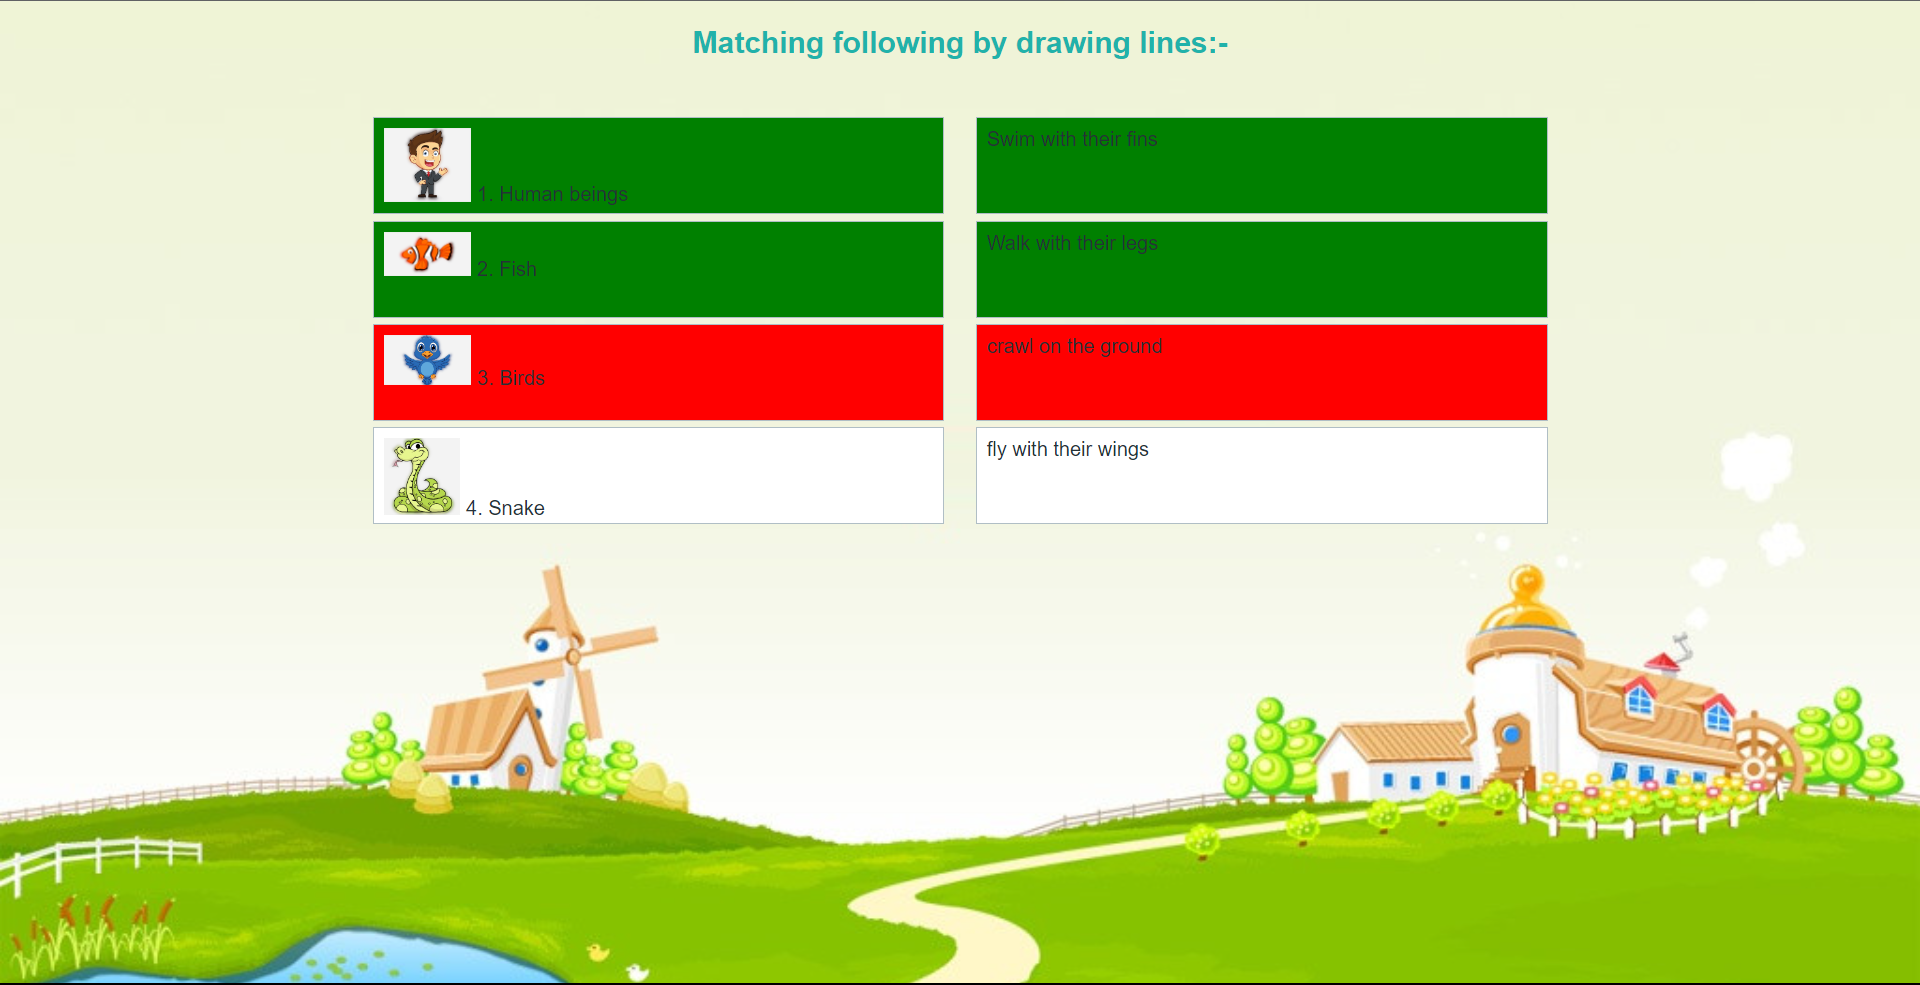 Matching following by drawing lines:-
1. Human beings
Swim with their fins
2. Fish
Walk with their legs
3. Birds
crawl on the ground
4. Snake
fly with their wings